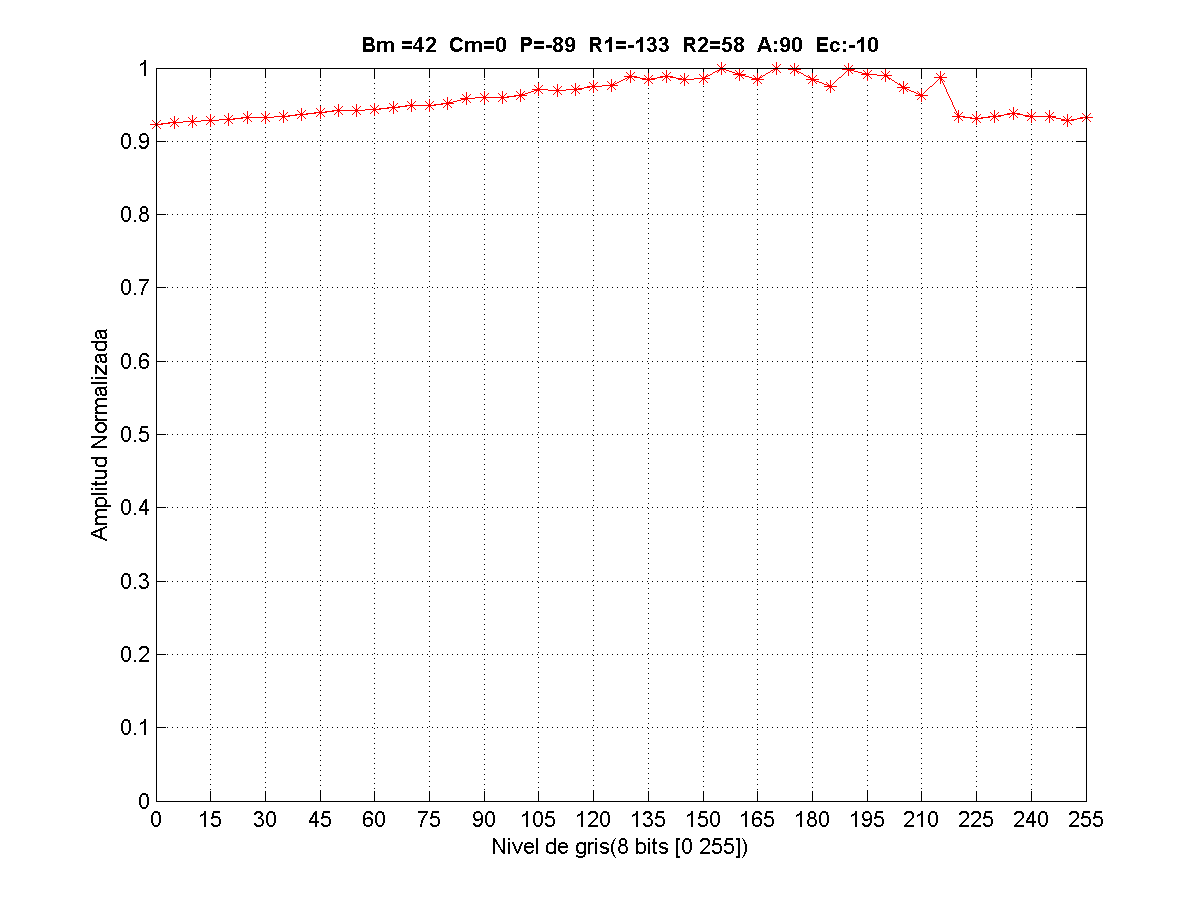 Bm =42 Cm=0 P=-89 R1=-133 R2=58 A:90 Ec:-10
1
0.9
0.8
0.7
0.6
0.5
0.4
0.3
0.2
0.1
0
Amplitud Normalizada
0 15 30 45 60 75 90 105 120 135 150 165 180 195 210 225 240 255
Nivel de gris(8 bits [0 255])